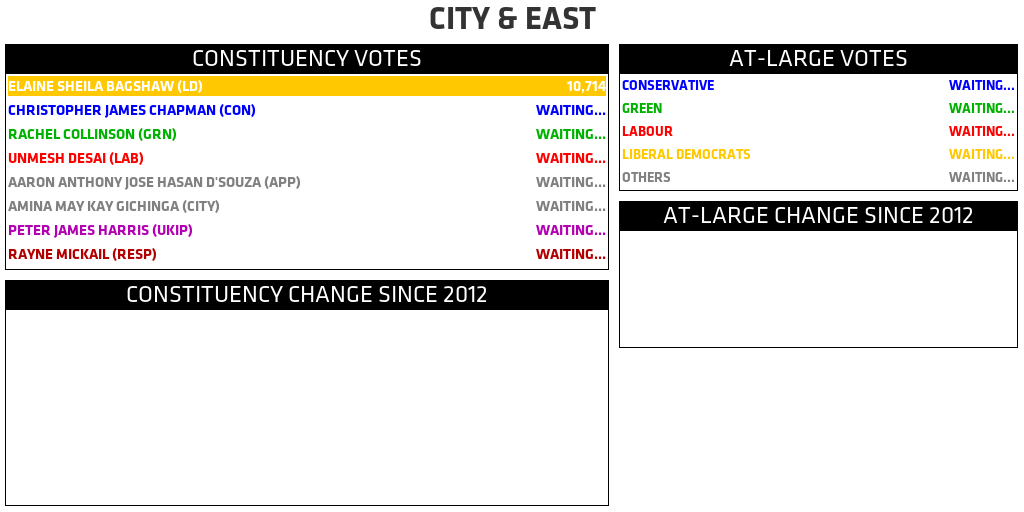 CITY & EAST
CONSTITUENCY VOTES
ELAINE SHEILA BAGSHAW (LD) 10,714
CHRISTOPHER JAMES CHAPMAN (CON) WAITING...
RACHEL COLLINSON (GRN) WAITING...
UNMESH DESAI (LAB) WAITING...
AARON ANTHONY JOSE HASAN D'SOUZA (APP) WAITING...
AMINA MAY KAY GICHINGA (CITY) WAITING...
PETER JAMES HARRIS (UKIP) WAITING...
RAYNE MICKAIL (RESP) WAITING...
CONSTITUENCY CHANGE SINCE 2012
AT-LARGE VOTES
CONSERVATIVE WAITING...
GREEN WAITING...
LABOUR WAITING...
LIBERAL DEMOCRATS WAITING...
OTHERS WAITING...
AT-LARGE CHANGE SINCE 2012